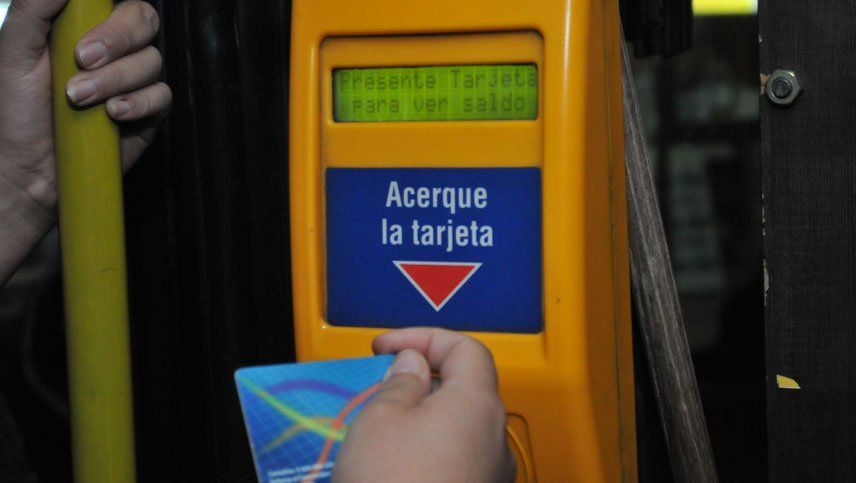 Presente Tarjeta
para ver saldo
Acerque
la tarjeta